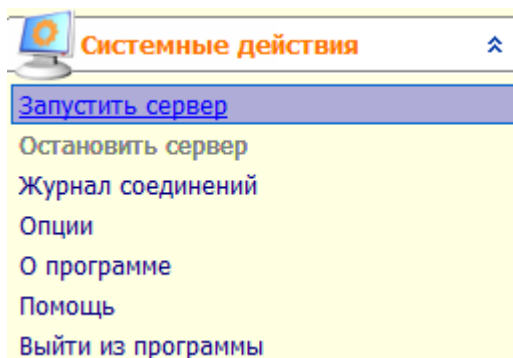 Системные действия
Запустить сервер
Остановить сервер
Журнал соединений
Опции
О программе
Помощь
Выйти из программы